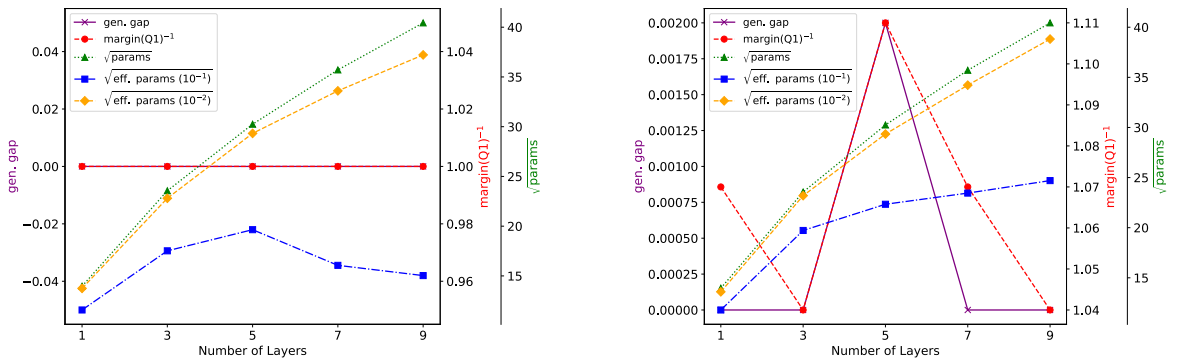 gen. gap
margin(Q1)⁻¹
√params
√eff. params (10⁻¹)
√eff. params (10⁻²)
0.04
0.02
0.00
−0.02
−0.04
gen. gap
1
3
5
7
9
Number of Layers
1.04
1.02
1.00
0.98
0.96
margin(Q1)⁻¹
40
35
30
25
20
15
√params
gen. gap
margin(Q1)⁻¹
√params
√eff. params (10⁻¹)
√eff. params (10⁻²)
0.00200
0.00175
0.00150
0.00125
0.00100
0.00075
0.00050
0.00025
0.00000
gen. gap
1
3
5
7
9
Number of Layers
1.11
1.10
1.09
1.08
1.07
1.06
1.05
1.04
margin(Q1)⁻¹
40
35
30
25
20
15
√params